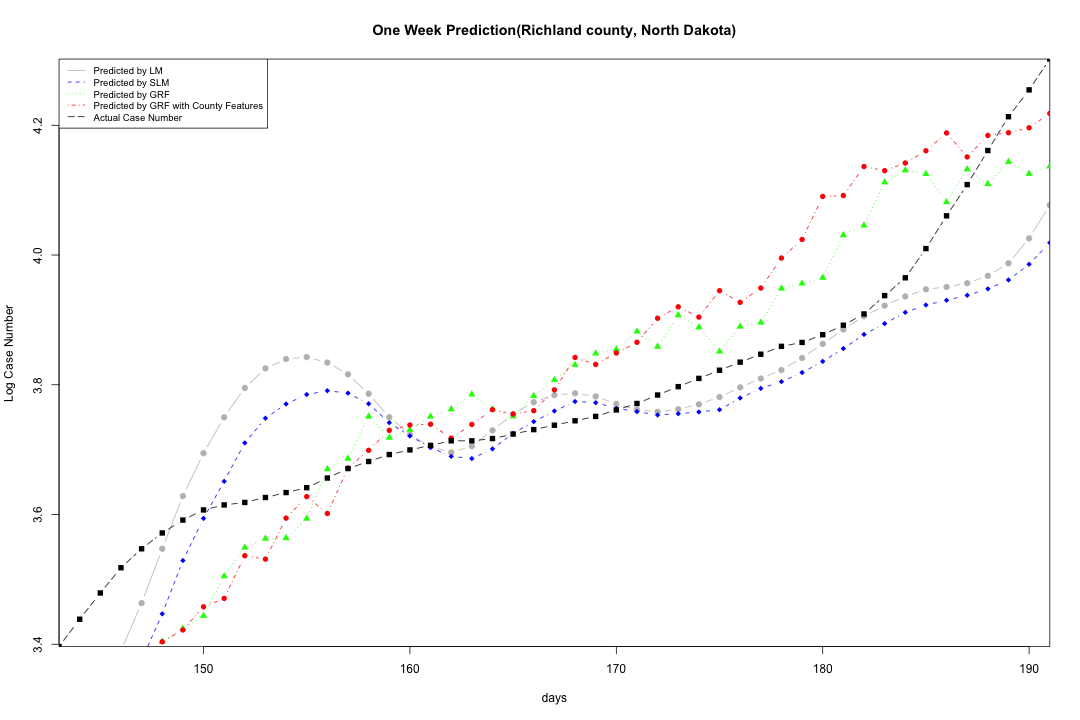 One Week Prediction(Richland county, North Dakota)
Predicted by LM
Predicted by SLM
Predicted by GRF
Predicted by GRF with County Features
Actual Case Number
4.2
4.0
3.8
3.6
3.4
Log Case Number
150 160 170 180 190
days